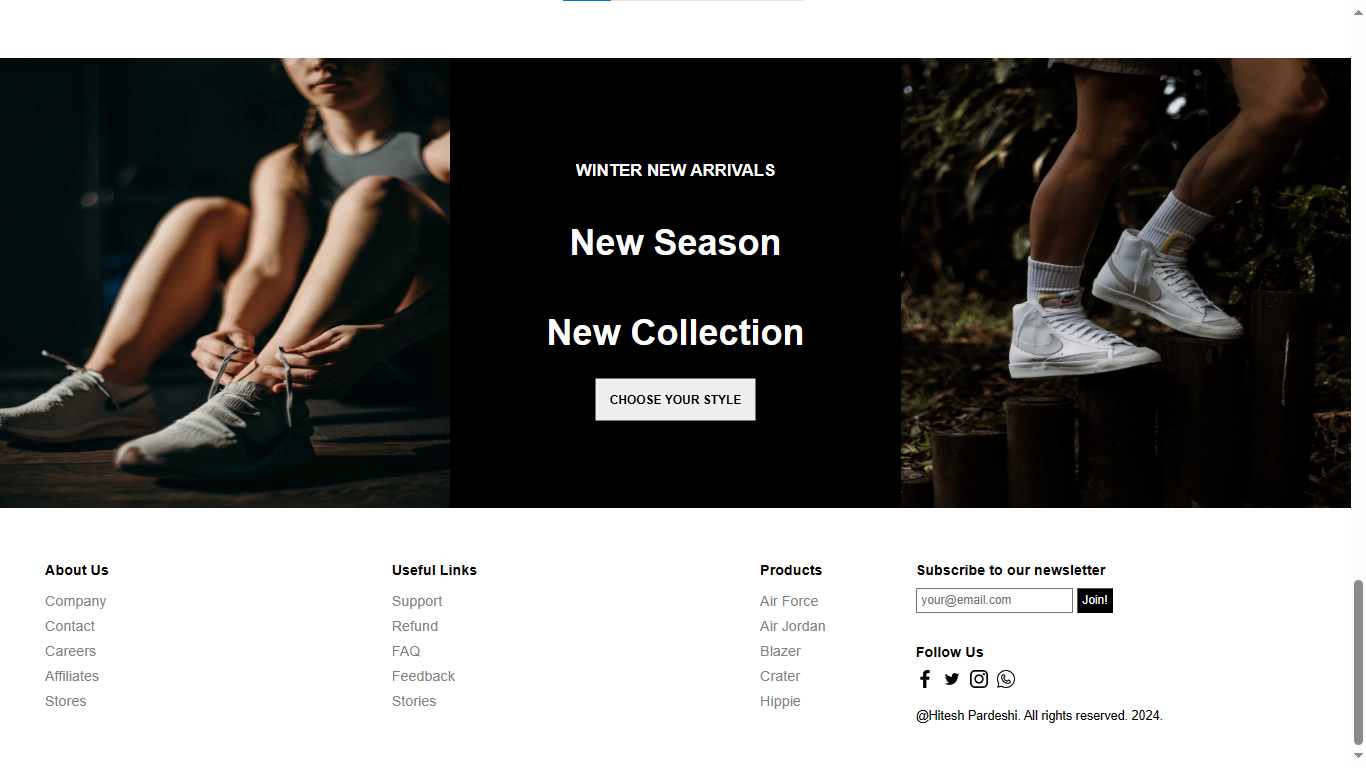 WINTER NEW ARRIVALS
New Season
New Collection
CHOOSE YOUR STYLE
About Us
Company
Contact
Careers
Affiliates
Stores
Useful Links
Support
Refund
FAQ
Feedback
Stories
Products
Air Force
Air Jordan
Blazer
Crater
Hippie
Subscribe to our newsletter
your@email.com Join!
Follow Us
@Hitesh Pardeshi. All rights reserved. 2024.